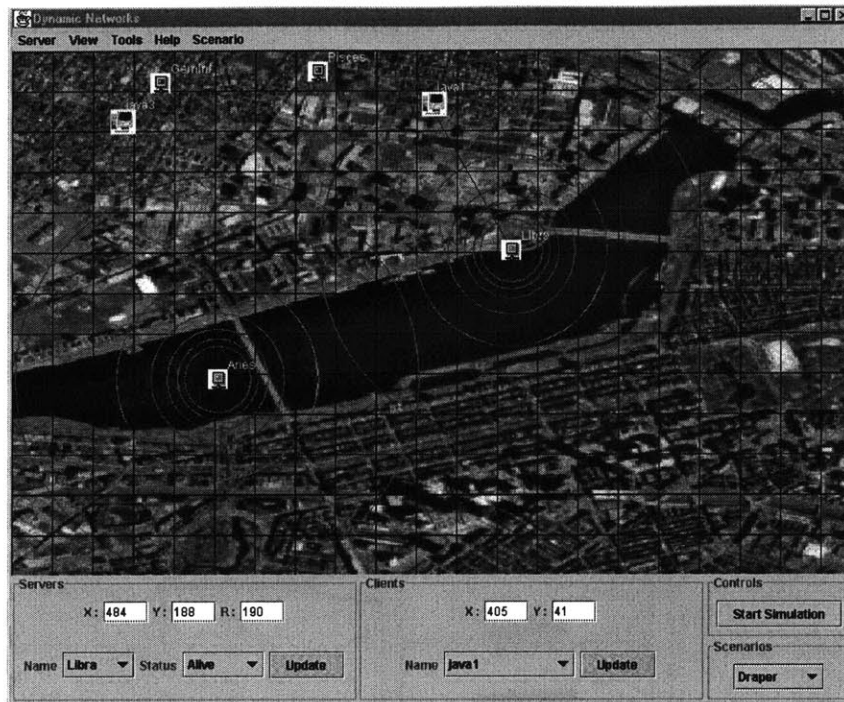 Dynamic Networks
Server View Tools Help Scenario
Gemini
Pisces
Java3
Java1
Libra
Aries
Servers
X: 484 Y: 188 R: 190
Name Libra Status Alive Update
Clients
X: 405 Y: 41
Name java1 Update
Controls
Start Simulation
Scenarios
Draper